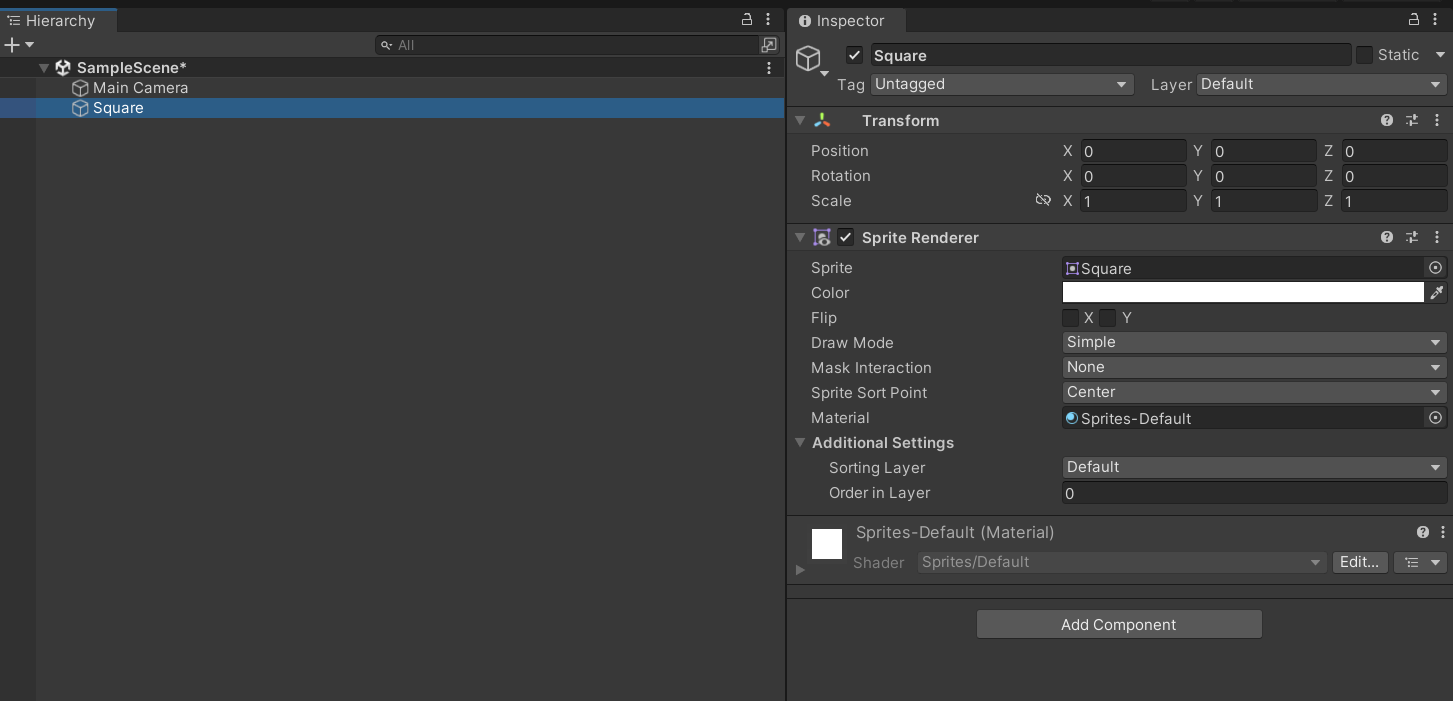 Hierarchy
All
SampleScene*
Main Camera
Square
Inspector
Square Static
Tag Untagged Layer Default
Transform
Position X 0 Y 0 Z 0
Rotation X 0 Y 0 Z 0
Scale X 1 Y 1 Z 1
Sprite Renderer
Sprite Square
Color
Flip X Y
Draw Mode Simple
Mask Interaction None
Sprite Sort Point Center
Material Sprites-Default
Additional Settings
Sorting Layer Default
Order in Layer 0
Sprites-Default (Material)
Shader Sprites/Default Edit...
Add Component